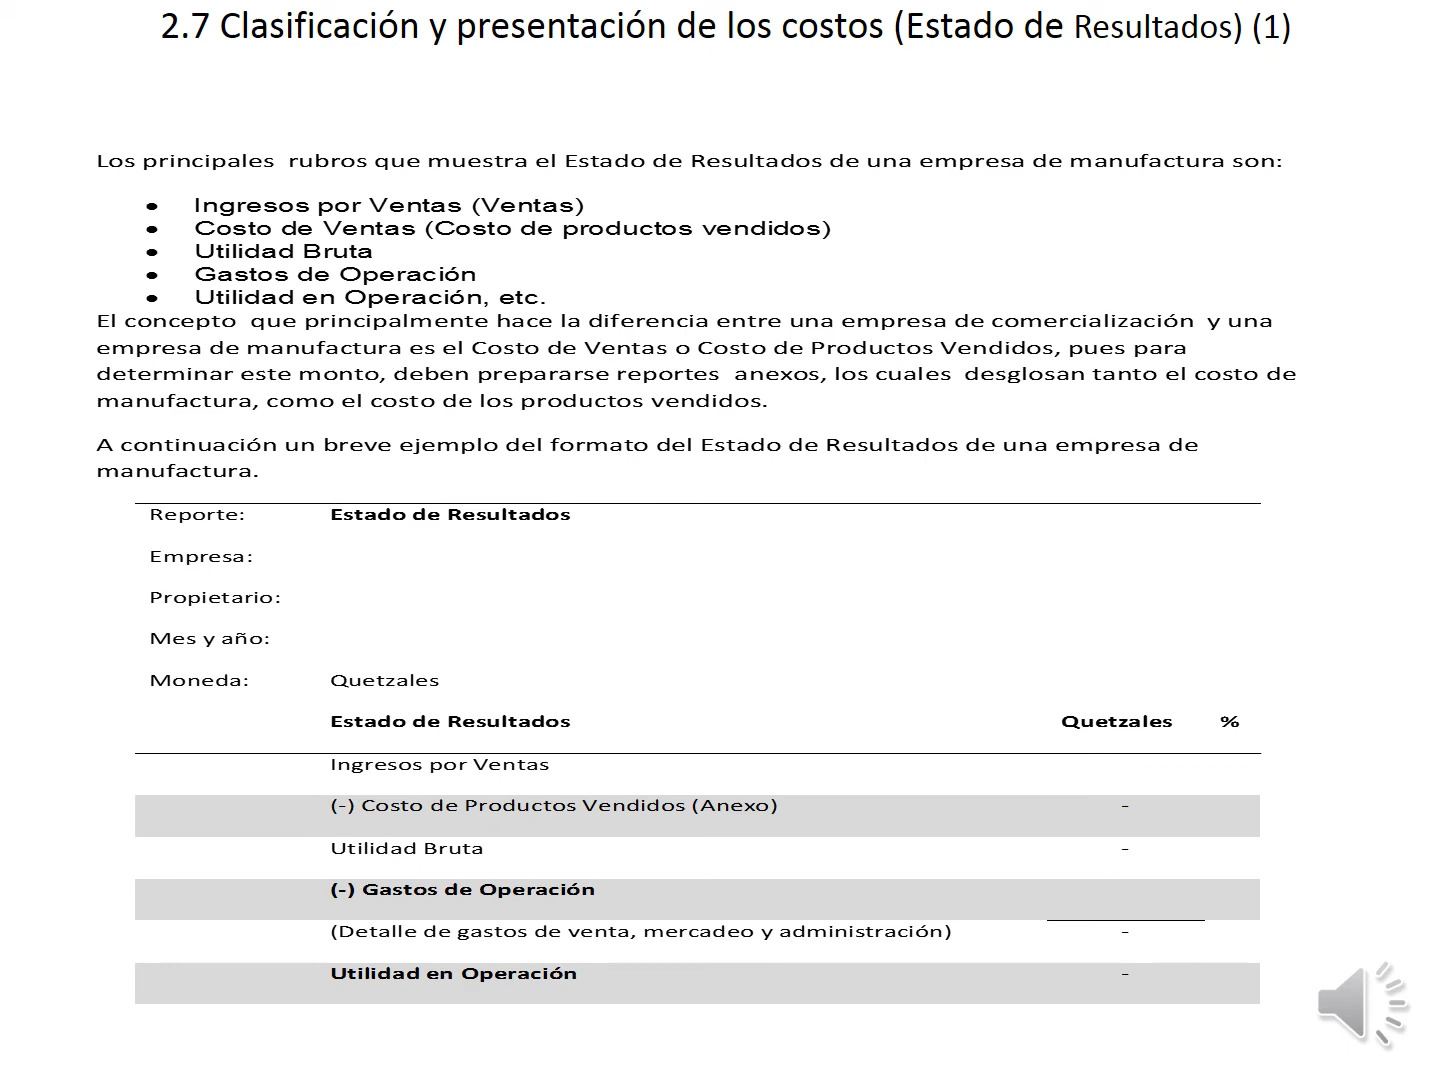 2.7 Clasificación y presentación de los costos (Estado de Resultados) (1)
Los principales rubros que muestra el Estado de Resultados de una empresa de manufactura son:
• Ingresos por Ventas (Ventas)
• Costo de Ventas (Costo de productos vendidos)
• Utilidad Bruta
• Gastos de Operación
• Utilidad en Operación, etc.
El concepto que principalmente hace la diferencia entre una empresa de comercialización y una
empresa de manufactura es el Costo de Ventas o Costo de Productos Vendidos, pues para
determinar este monto, deben prepararse reportes anexos, los cuales desglosan tanto el costo de
manufactura, como el costo de los productos vendidos.
A continuación un breve ejemplo del formato del Estado de Resultados de una empresa de
manufactura.
Reporte: Estado de Resultados
Empresa:
Propietario:
Mes y año:
Moneda: Quetzales
Estado de Resultados Quetzales %
Ingresos por Ventas
(-) Costo de Productos Vendidos (Anexo) -
Utilidad Bruta -
(-) Gastos de Operación
(Detalle de gastos de venta, mercadeo y administración) -
Utilidad en Operación -